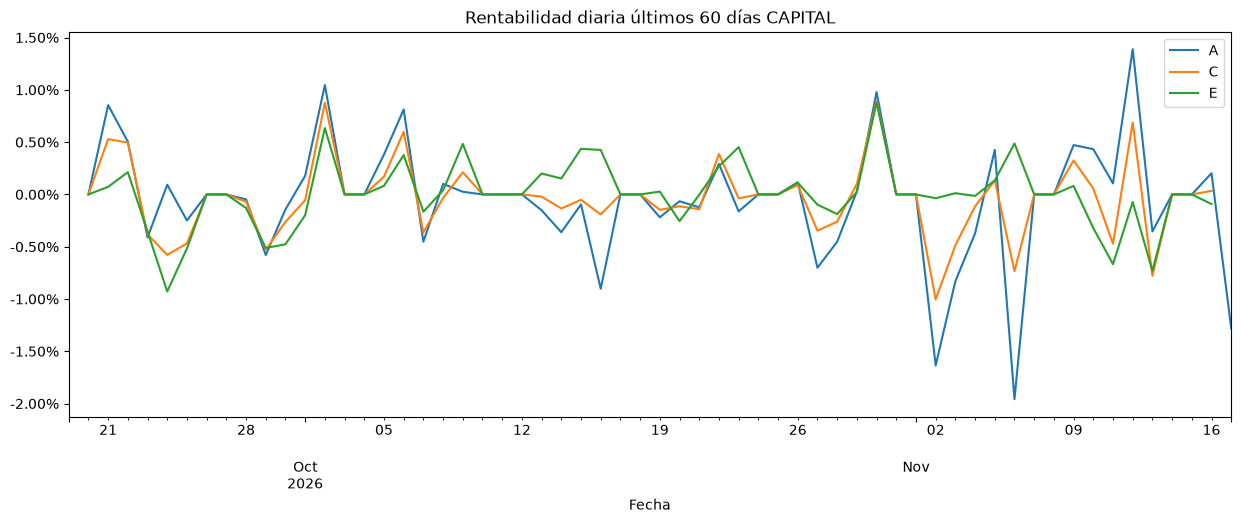 Rentabilidad diaria últimos 60 días CAPITAL
1.50%
1.00%
0.50%
0.00%
-0.50%
-1.00%
-1.50%
-2.00%
A
C
E
21 28 05 12 19 26 02 09 16
Oct Nov
2026
Fecha